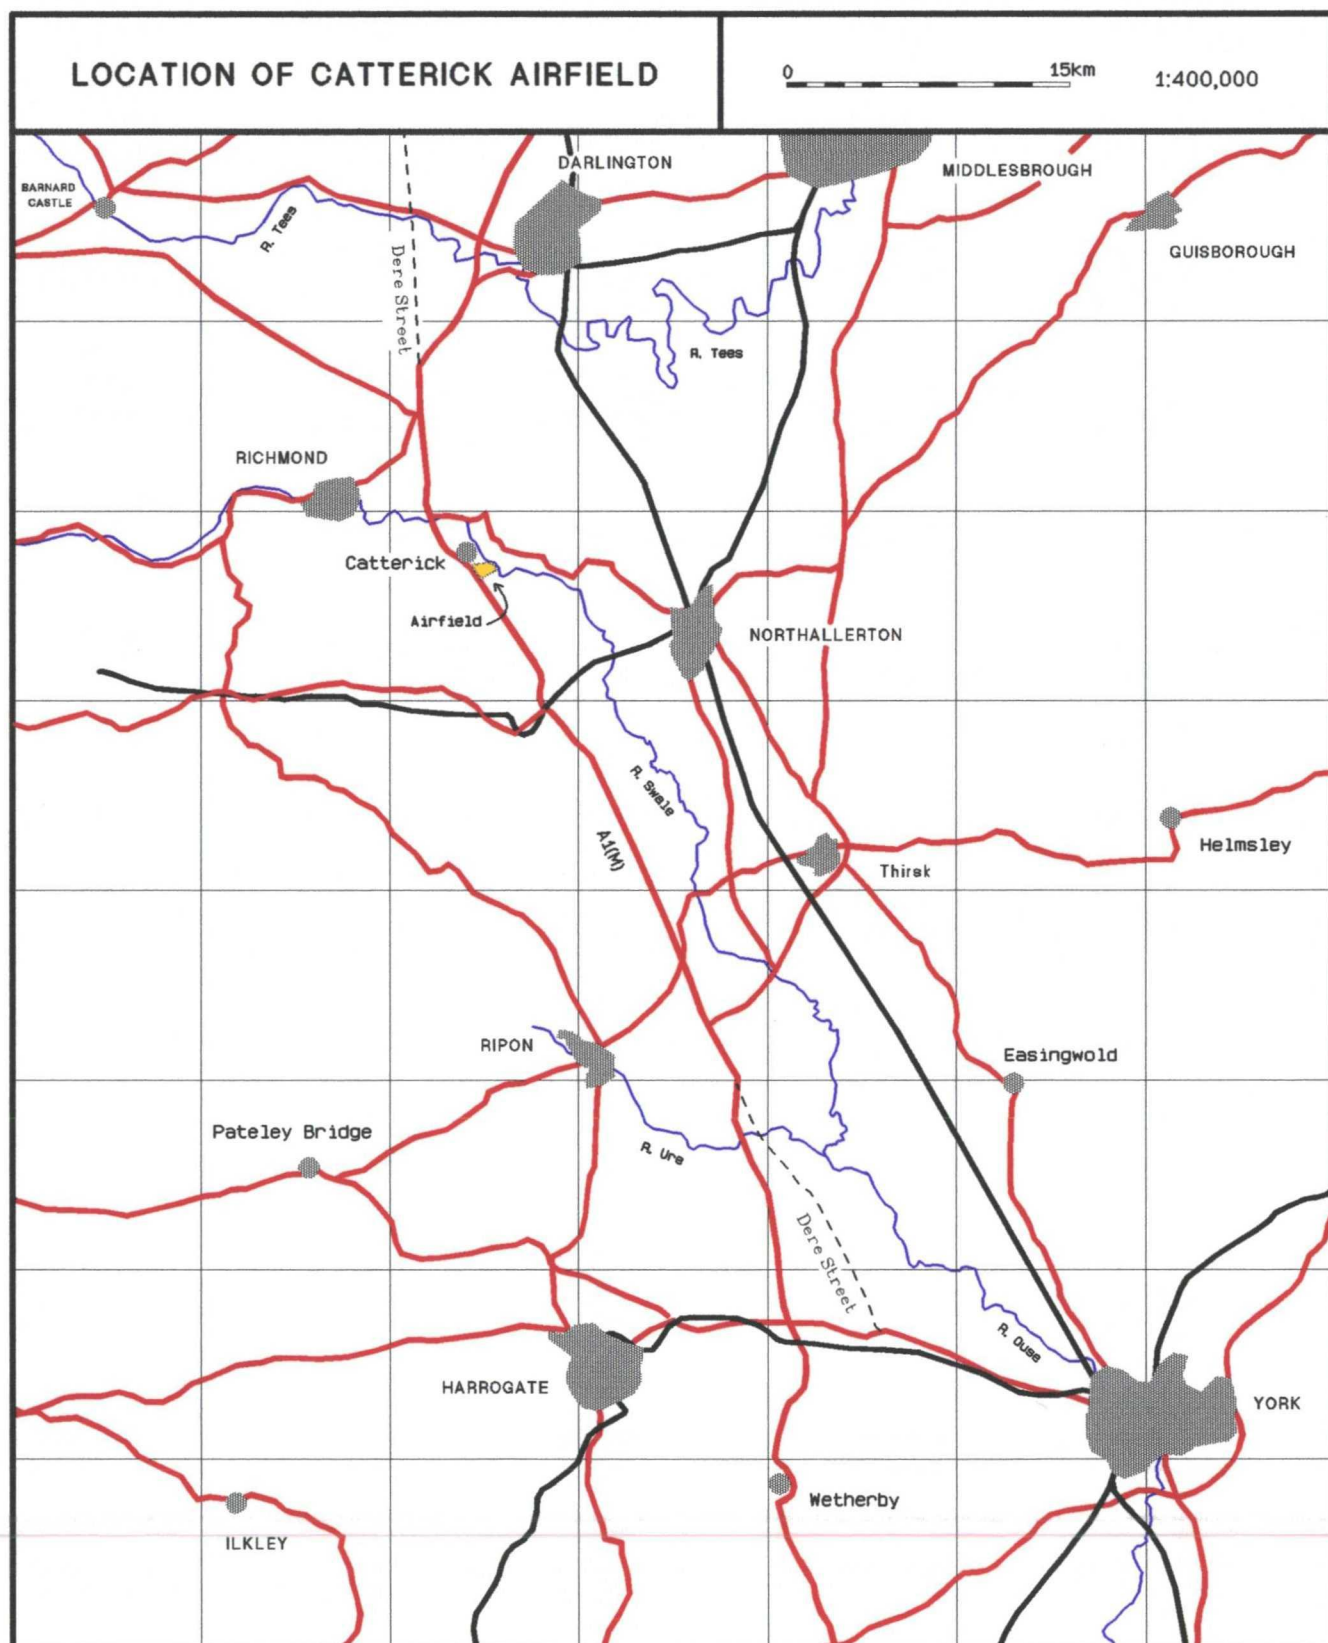 LOCATION OF CATTERICK AIRFIELD
0 15km
1:400,000
DARLINGTON
MIDDLESBROUGH
BARNARD
CASTLE
R. Tees
GUISBOROUGH
Dere Street
R. Tees
RICHMOND
Catterick
Airfield
NORTHALLERTON
R. Swale
A1(M)
Helmsley
Thirsk
RIPON
Easingwold
Pateley Bridge
R. Ure
Dere Street
R. Ouse
HARROGATE
YORK
Wetherby
ILKLEY